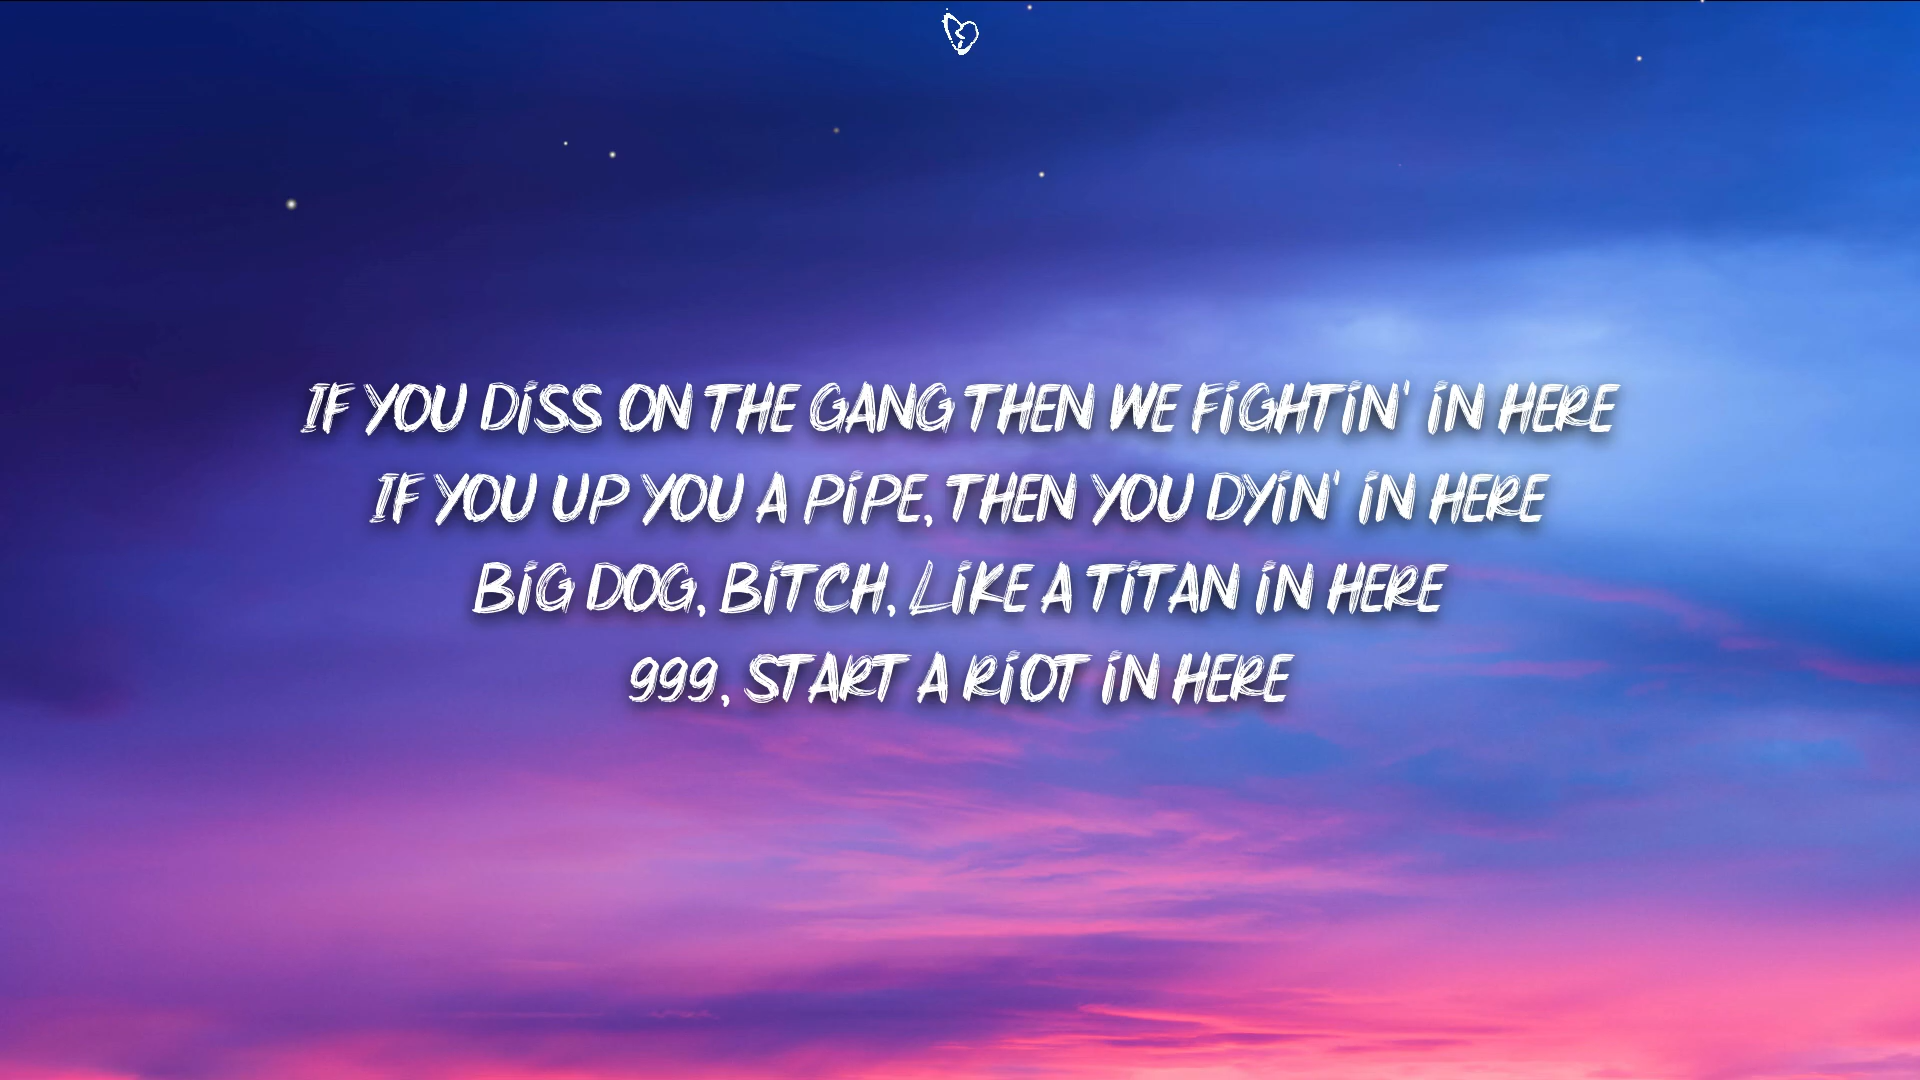 IF YOU DISS ON THE GANG THEN WE FIGHTIN' IN HERE
IF YOU UP YOU A PIPE, THEN YOU DYIN' IN HERE
BIG DOG, BITCH, LIKE A TITAN IN HERE
999, START A RIOT IN HERE